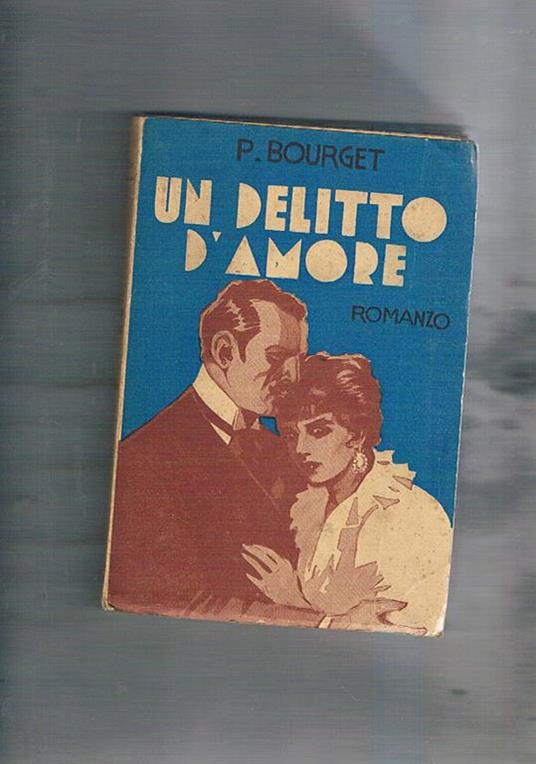 P. BOURGET
UN DELITTO
D'AMORE
ROMANZO